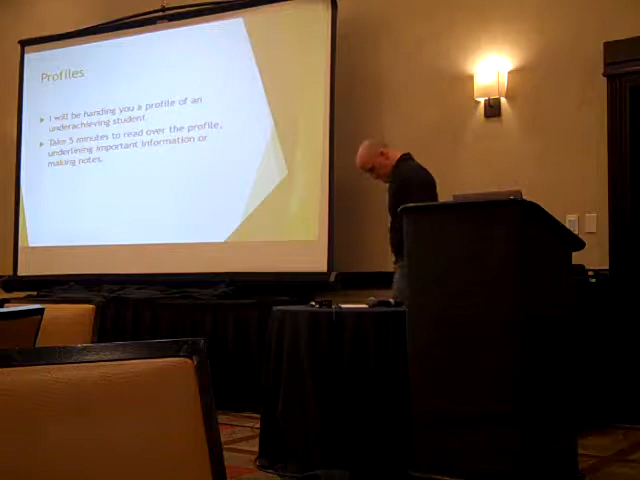 Profiles
I will be handing you a profile of an
underachieving student.
Take 5 minutes to read over the profile,
underlining important information or
making notes.